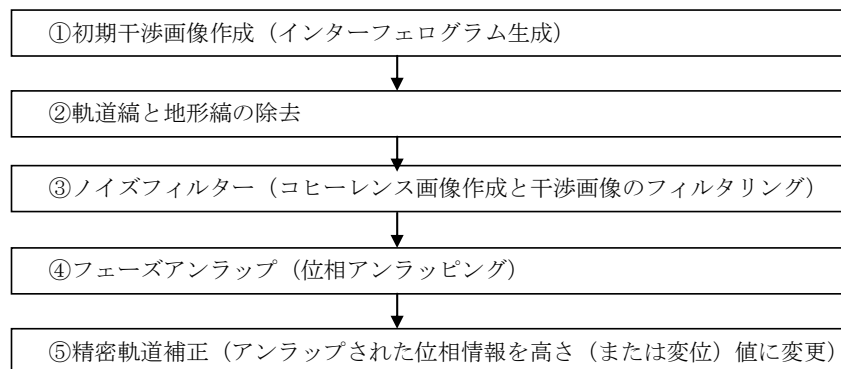 ①初期干渉画像作成（インターフェログラム生成）
②軌道縞と地形縞の除去
③ノイズフィルター（コヒーレンス画像作成と干渉画像のフィルタリング）
④フェーズアンラップ（位相アンラッピング）
⑤精密軌道補正（アンラップされた位相情報を高さ（または変位）値に変更）